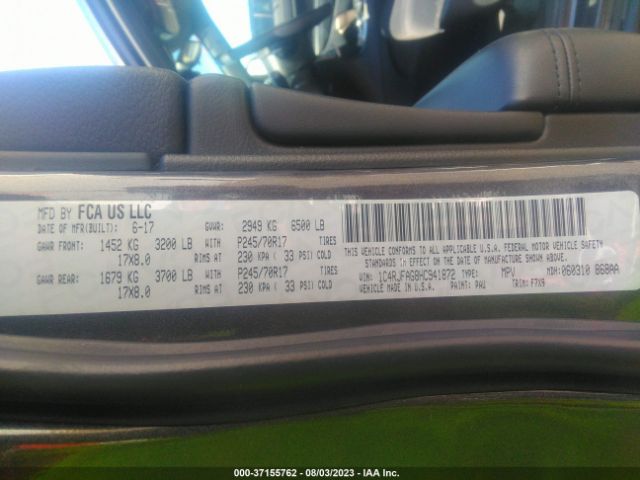 MFD BY FCA US LLC
DATE OF MFR(BUILT): 6-17 GVWR: 2949 KG 6500 LB
GAWR FRONT: 1452 KG 3200 LB WITH P245/70R17 TIRES
17X8.0 RIMS AT 230 KPA ( 33 PSI) COLD
GAWR REAR: 1679 KG 3700 LB WITH P245/70R17 TIRES
17X8.0 RIMS AT 230 KPA ( 33 PSI) COLD
THIS VEHICLE CONFORMS TO ALL APPLICABLE U.S.A. FEDERAL MOTOR VEHICLE SAFETY
STANDARDS IN EFFECT ON THE DATE OF MANUFACTURE SHOWN ABOVE.
VIN: 1C4RJFAG8HC941872 TYPE: MPV MDH: 060310 868AA
VEHICLE MADE IN U.S.A. PAINT: PAU TRIM: F7X9
000-37155762 - 08/03/2023 - IAA Inc.